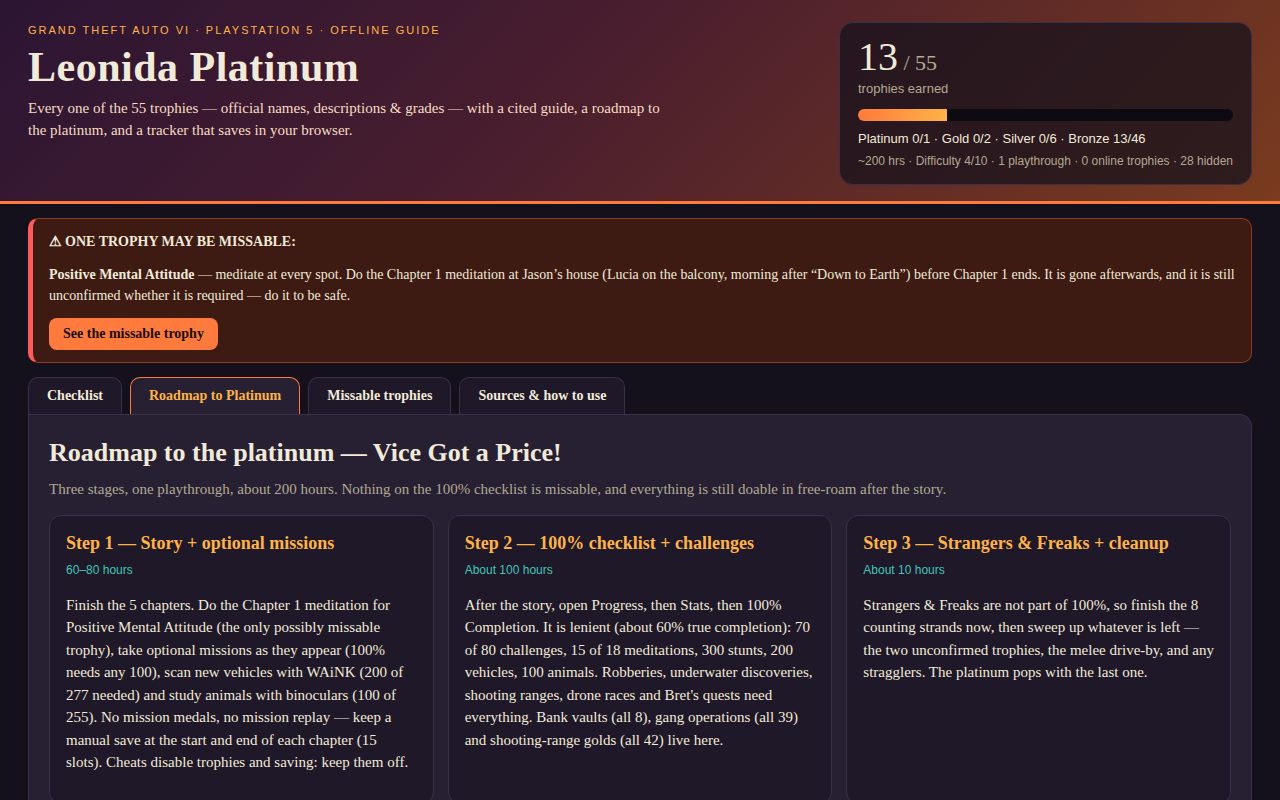 GRAND THEFT AUTO VI · PLAYSTATION 5 · OFFLINE GUIDE
Leonida Platinum
Every one of the 55 trophies — official names, descriptions & grades — with a cited guide, a roadmap to
the platinum, and a tracker that saves in your browser.
13 / 55
trophies earned
Platinum 0/1 · Gold 0/2 · Silver 0/6 · Bronze 13/46
~200 hrs · Difficulty 4/10 · 1 playthrough · 0 online trophies · 28 hidden
⚠ ONE TROPHY MAY BE MISSABLE:
Positive Mental Attitude — meditate at every spot. Do the Chapter 1 meditation at Jason’s house (Lucia on the balcony, morning after “Down to Earth”) before Chapter 1 ends. It is gone afterwards, and it is still
unconfirmed whether it is required — do it to be safe.
See the missable trophy
Checklist
Roadmap to Platinum
Missable trophies
Sources & how to use
Roadmap to the platinum — Vice Got a Price!
Three stages, one playthrough, about 200 hours. Nothing on the 100% checklist is missable, and everything is still doable in free-roam after the story.
Step 1 — Story + optional missions
60–80 hours
Finish the 5 chapters. Do the Chapter 1 meditation for
Positive Mental Attitude (the only possibly missable
trophy), take optional missions as they appear (100%
needs any 100), scan new vehicles with WAiNK (200 of
277 needed) and study animals with binoculars (100 of
255). No mission medals, no mission replay — keep a
manual save at the start and end of each chapter (15
slots). Cheats disable trophies and saving: keep them off.
Step 2 — 100% checklist + challenges
About 100 hours
After the story, open Progress, then Stats, then 100%
Completion. It is lenient (about 60% true completion): 70
of 80 challenges, 15 of 18 meditations, 300 stunts, 200
vehicles, 100 animals. Robberies, underwater discoveries,
shooting ranges, drone races and Bret's quests need
everything. Bank vaults (all 8), gang operations (all 39)
and shooting-range golds (all 42) live here.
Step 3 — Strangers & Freaks + cleanup
About 10 hours
Strangers & Freaks are not part of 100%, so finish the 8
counting strands now, then sweep up whatever is left —
the two unconfirmed trophies, the melee drive-by, and any
stragglers. The platinum pops with the last one.